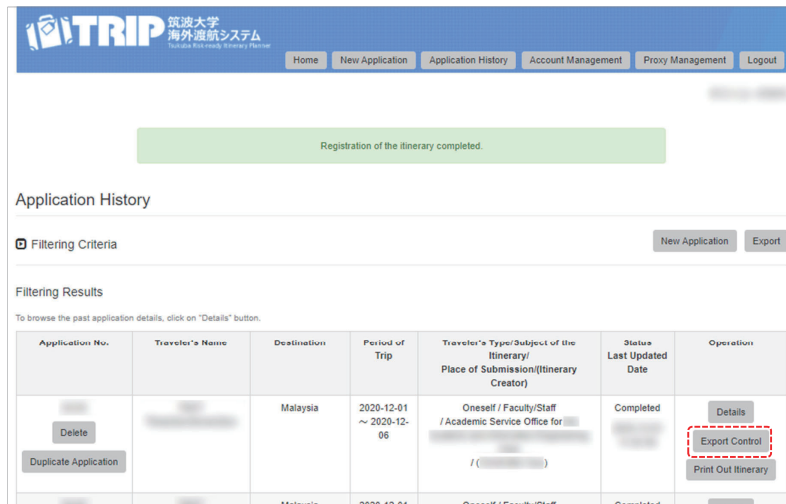 TRIP
筑波大学
海外渡航システム
Tsukuba Risk-ready Itinerary Planner
Home New Application Application History Account Management Proxy Management Logout
Registration of the itinerary completed.
Application History
Filtering Criteria
New Application Export
Filtering Results
To browse the past application details, click on "Details" button.
Application No. Traveler's Name Destination Period of Trip Traveler's Type/Subject of the Itinerary/ Place of Submission/(Itinerary Creator) Status Last Updated Date Operation
Delete
Duplicate Application
Malaysia
2020-12-01
～ 2020-12-
06
Oneself / Faculty/Staff
/ Academic Service Office for
/ ( )
Completed
Details
Export Control
Print Out Itinerary
Malaysia 2020-12-01 Oneself / Faculty/Staff Completed